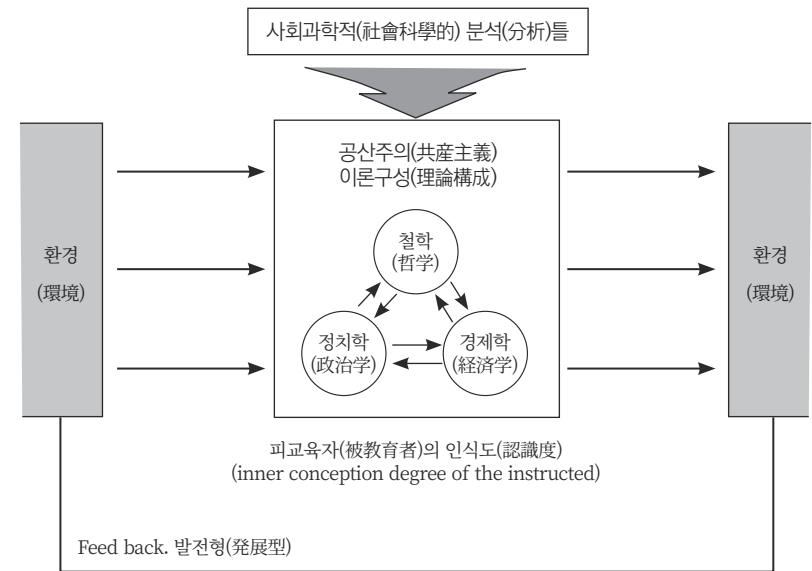 사회과학적(社會科學的) 분석(分析)틀
공산주의(共産主義)
이론구성(理論構成)
환경
(環境)
철학
(哲学)
정치학
(政治学)
경제학
(経済学)
환경
(環境)
피교육자(被教育者)의 인식도(認識度)
(inner conception degree of the instructed)
Feed back. 발전형(発展型)